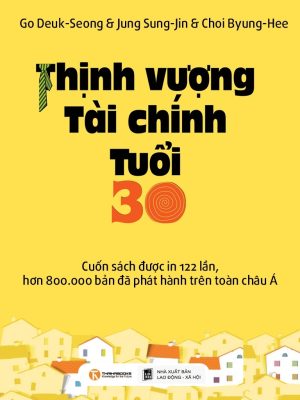 Go Deuk-Seong & Jung Sung-Jin & Choi Byung-Hee
Thịnh vượng
Tài chính
Tuổi
30
Cuốn sách được in 122 lần,
hơn 800.000 bản đã phát hành trên toàn châu Á
THAIHABOOKS
NHÀ XUẤT BẢN
LAO ĐỘNG - XÃ HỘI